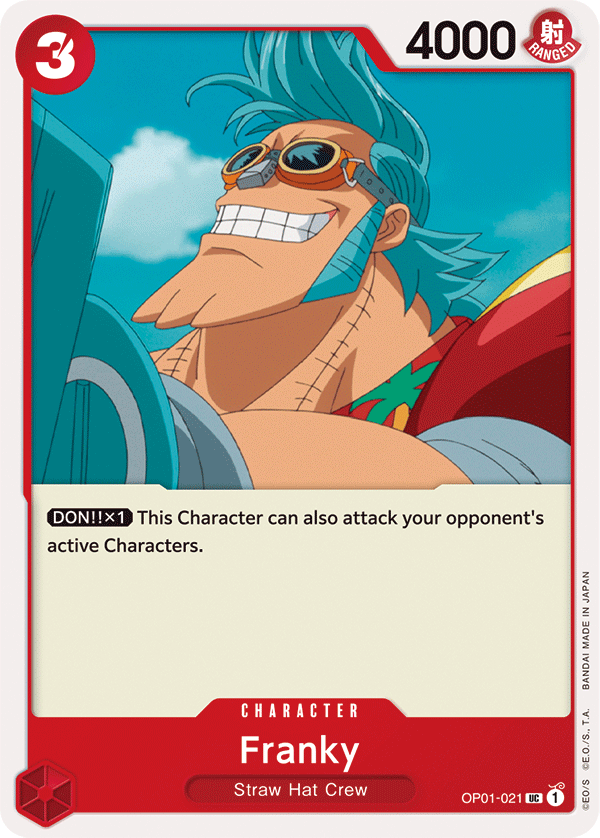 3
4000
射
RANGED
DON!!×1 This Character can also attack your opponent's
active Characters.
CHARACTER
Franky
Straw Hat Crew
OP01-021 UC 1
©EO/S ©E.O./S., T.A. BANDAI MADE IN JAPAN